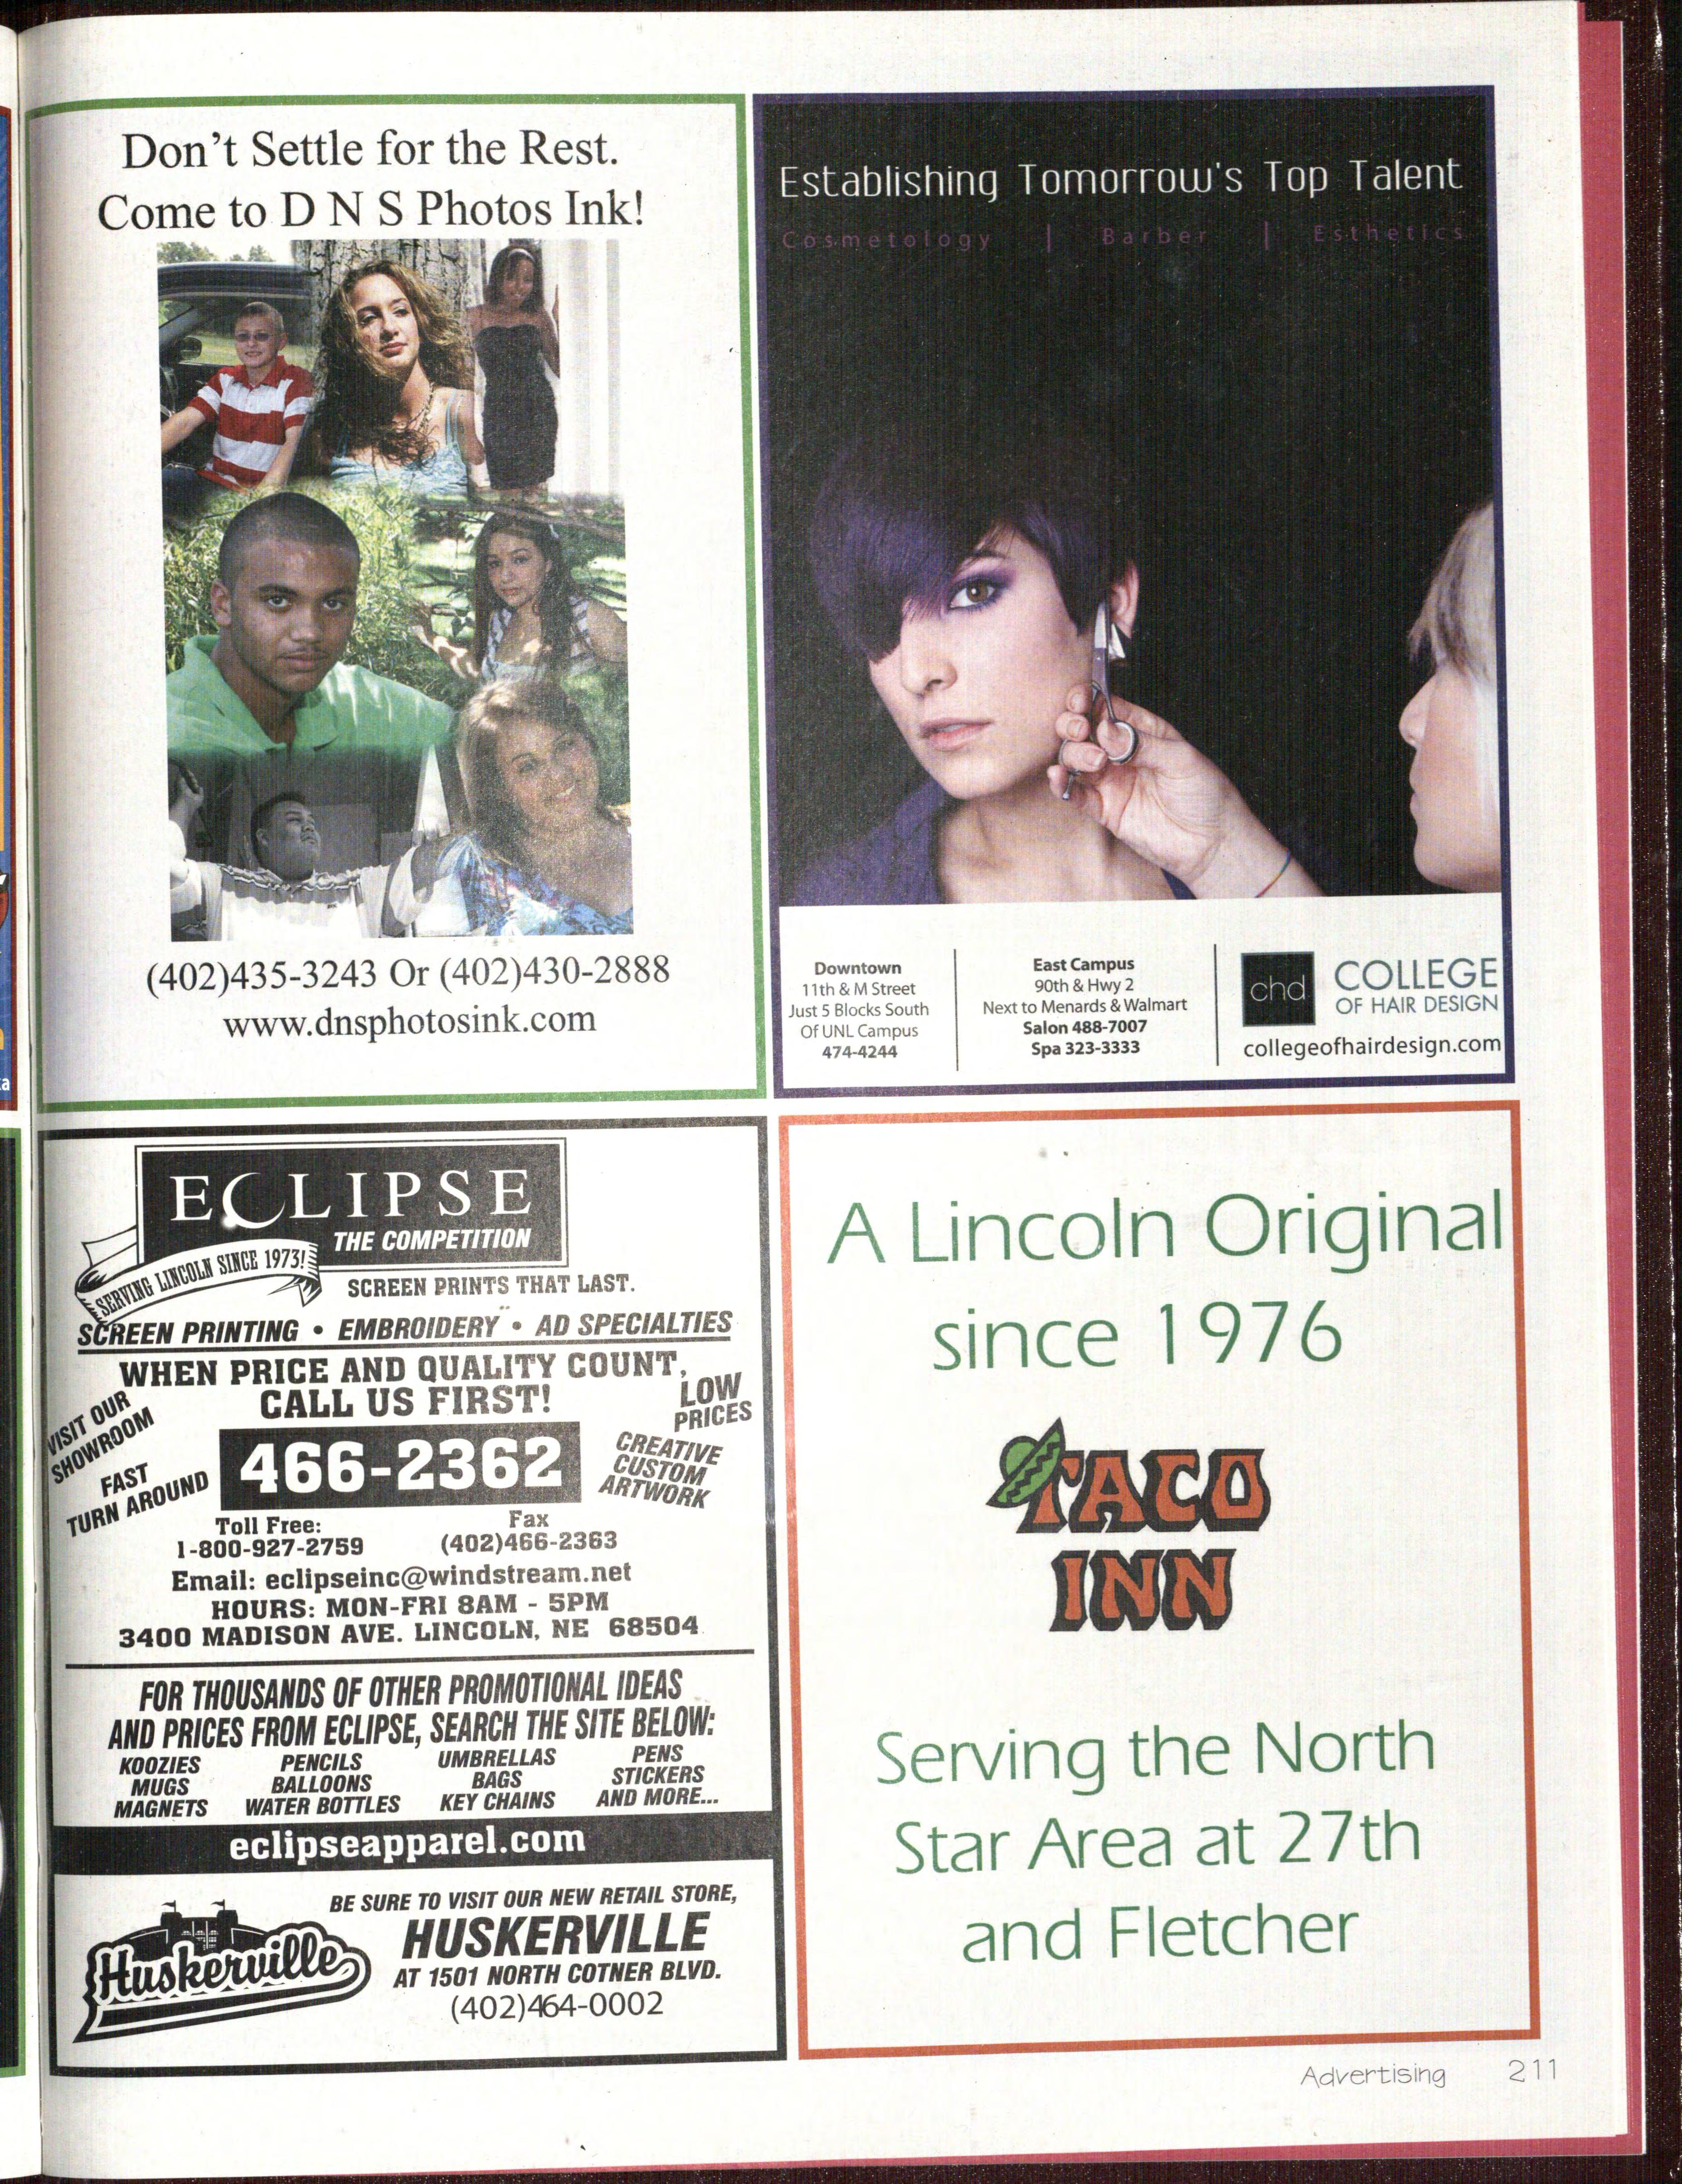 Don't Settle for the Rest.
Come to D N S Photos Ink!
(402)435-3243 Or (402)430-2888
www.dnsphotosink.com
Establishing Tomorrow's Top Talent
Cosmetology | Barber | Esthetics
Downtown
11th & M Street
Just 5 Blocks South
Of UNL Campus
474-4244
East Campus
90th & Hwy 2
Next to Menards & Walmart
Salon 488-7007
Spa 323-3333
chd
COLLEGE
OF HAIR DESIGN
collegeofhairdesign.com
ECLIPSE
THE COMPETITION
SERVING LINCOLN SINCE 1973!
SCREEN PRINTS THAT LAST.
SCREEN PRINTING • EMBROIDERY • AD SPECIALTIES
WHEN PRICE AND QUALITY COUNT,
CALL US FIRST!
VISIT OUR
SHOWROOM
FAST
TURN AROUND
466-2362
LOW
PRICES
CREATIVE
CUSTOM
ARTWORK
Toll Free:
1-800-927-2759
Fax
(402)466-2363
Email: eclipseinc@windstream.net
HOURS: MON-FRI 8AM - 5PM
3400 MADISON AVE. LINCOLN, NE 68504
FOR THOUSANDS OF OTHER PROMOTIONAL IDEAS
AND PRICES FROM ECLIPSE, SEARCH THE SITE BELOW:
KOOZIES
MUGS
MAGNETS
PENCILS
BALLOONS
WATER BOTTLES
UMBRELLAS
BAGS
KEY CHAINS
PENS
STICKERS
AND MORE...
eclipseapparel.com
Huskerville
BE SURE TO VISIT OUR NEW RETAIL STORE,
HUSKERVILLE
AT 1501 NORTH COTNER BLVD.
(402)464-0002
A Lincoln Original
since 1976
TACO
INN
Serving the North
Star Area at 27th
and Fletcher
Advertising 211